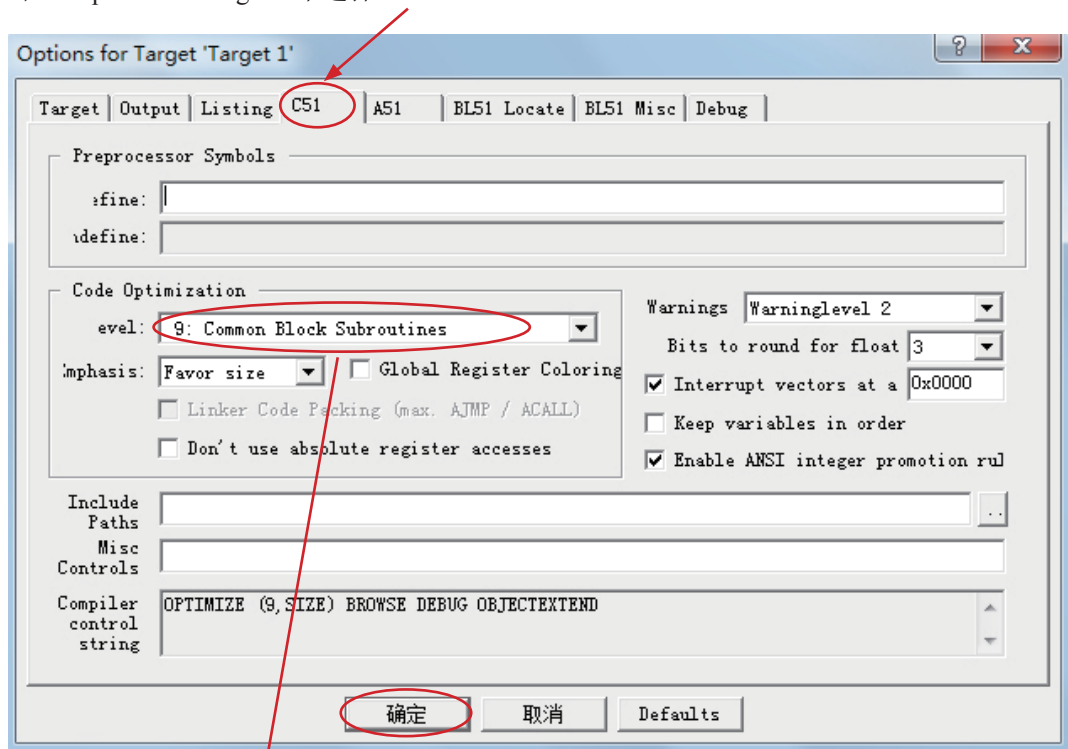 Options for Target 'Target 1'
Target Output Listing C51 A51 BL51 Locate BL51 Misc Debug
Preprocessor Symbols
efine:
define:
Code Optimization
evel: 9: Common Block Subroutines
mphasis: Favor size Global Register Coloring
Linker Code Packing (max. AJMP / ACALL)
Don't use absolute register accesses
Warnings Warninglevel 2
Bits to round for float 3
Interrupt vectors at a 0x0000
Keep variables in order
Enable ANSI integer promotion rul
Include Paths ..
Misc Controls
Compiler control string OPTIMIZE (9,SIZE) BROWSE DEBUG OBJECTEXTEND
确定 取消 Defaults